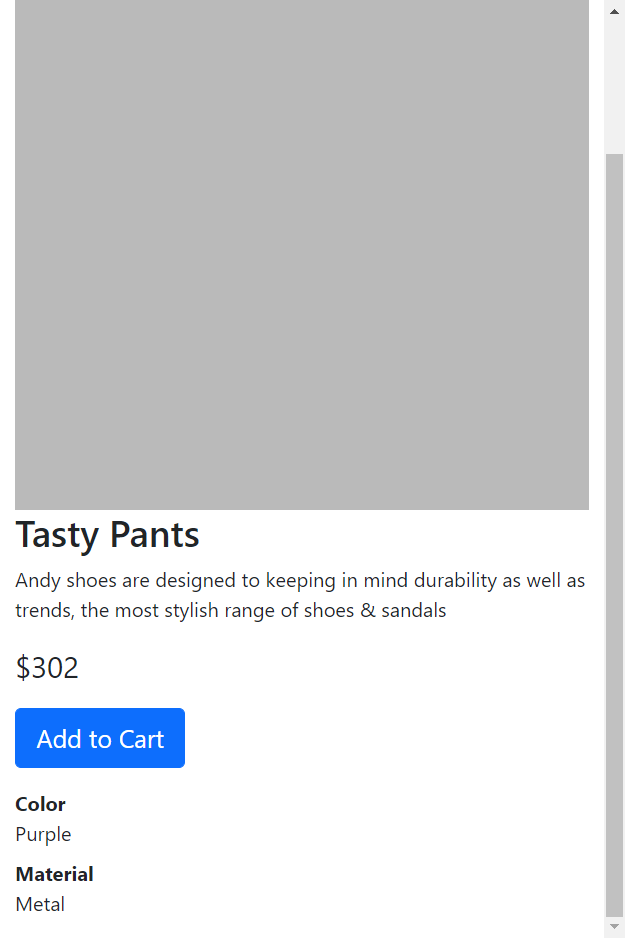 Tasty Pants
Andy shoes are designed to keeping in mind durability as well as
trends, the most stylish range of shoes & sandals
$302
Add to Cart
Color
Purple
Material
Metal